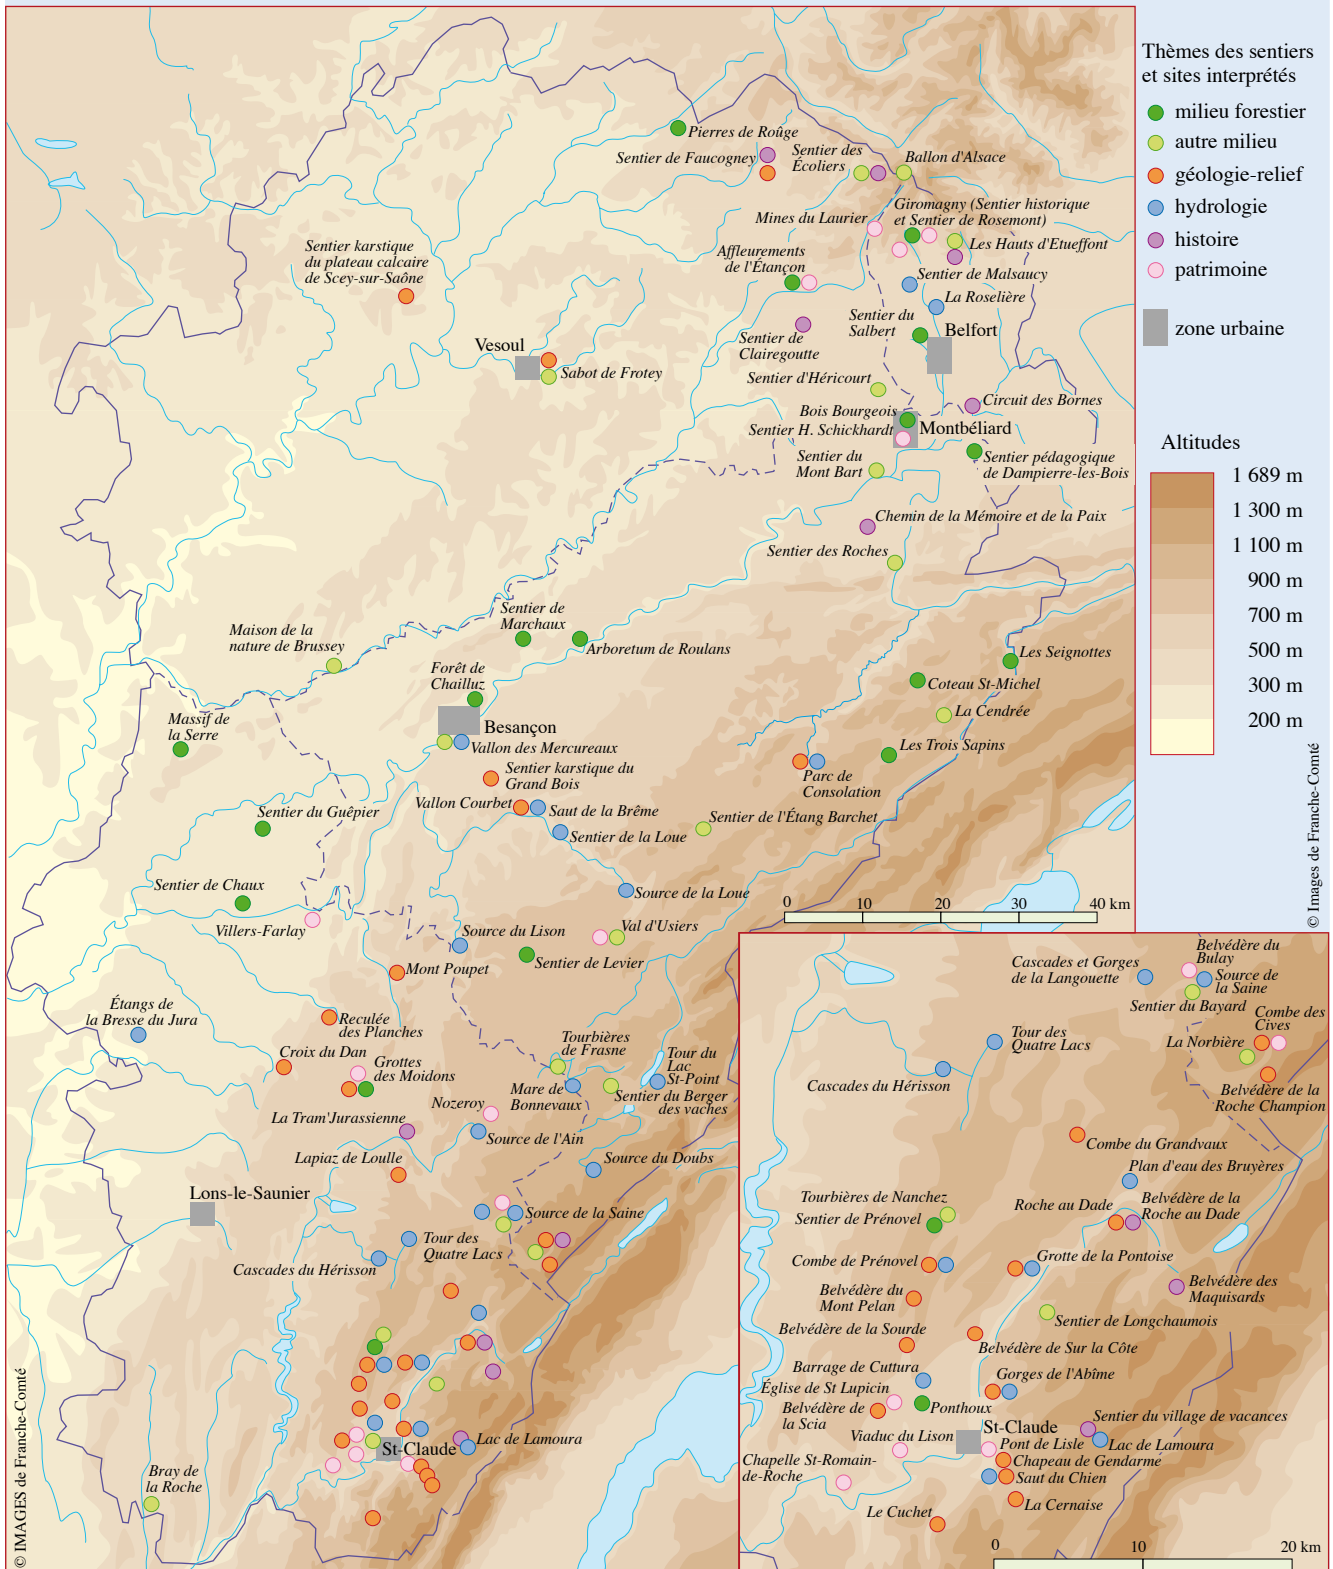 Thèmes des sentiers
et sites interprétés
milieu forestier
autre milieu
géologie-relief
hydrologie
histoire
patrimoine
zone urbaine
Altitudes
1 689 m
1 300 m
1 100 m
900 m
700 m
500 m
300 m
200 m
© Images de Franche-Comté
Pierres de Roûge
Sentier de Faucogney
Sentier des
Écoliers
Ballon d'Alsace
Mines du Laurier
Giromagny (Sentier historique
et Sentier de Rosemont)
Les Hauts d'Etueffont
Sentier karstique
du plateau calcaire
de Scey-sur-Saône
Affleurements
de l'Étançon
Sentier de Malsaucy
La Roselière
Sentier du
Salbert
Belfort
Sentier de
Clairegoutte
Vesoul
Sabot de Frotey
Sentier d'Héricourt
Circuit des Bornes
Bois Bourgeois
Sentier H. Schickhardt
Montbéliard
Sentier du
Mont Bart
Sentier pédagogique
de Dampierre-les-Bois
Chemin de la Mémoire et de la Paix
Sentier des Roches
Sentier de
Marchaux
Arboretum de Roulans
Maison de la
nature de Brussey
Les Seignottes
Forêt de
Chailluz
Coteau St-Michel
La Cendrée
Massif de
la Serre
Besançon
Vallon des Mercureaux
Les Trois Sapins
Sentier karstique du
Grand Bois
Parc de
Consolation
Vallon Courbet
Saut de la Brême
Sentier du Guêpier
Sentier de l'Étang Barchet
Sentier de la Loue
Sentier de Chaux
Source de la Loue
0
10
20
30
40 km
Villers-Farlay
Source du Lison
Val d'Usiers
Sentier de Levier
Mont Poupet
Étangs de
la Bresse du Jura
Reculée
des Planches
Croix du Dan
Grottes
des Moidons
Tourbières
de Frasne
Tour du
Lac
St-Point
Mare de
Bonnevaux
Sentier du Berger
des vaches
Nozeroy
La Tram'Jurassienne
Source de l'Ain
Lapiaz de Loulle
Source du Doubs
Lons-le-Saunier
Source de la Saine
Tour des
Quatre Lacs
Cascades du Hérisson
St-Claude
Lac de Lamoura
Bray de
la Roche
© IMAGES de Franche-Comté
Belvédère du
Bulay
Cascades et Gorges
de la Langouette
Source de
la Saine
Sentier du Bayard
Combe des
Cives
Tour des
Quatre Lacs
La Norbière
Cascades du Hérisson
Belvédère de la
Roche Champion
Combe du Grandvaux
Plan d'eau des Bruyères
Tourbières de Nanchez
Sentier de Prénovel
Roche au Dade
Belvédère de la
Roche au Dade
Combe de Prénovel
Grotte de la Pontoise
Belvédère des
Maquisards
Belvédère du
Mont Pelan
Sentier de Longchaumois
Belvédère de la Sourde
Belvédère de Sur la Côte
Barrage de Cuttura
Gorges de l'Abîme
Église de St Lupicin
Ponthoux
Belvédère de
la Scia
Sentier du village de vacances
St-Claude
Viaduc du Lison
Pont de Lisle
Lac de Lamoura
Chapeau de Gendarme
Chapelle St-Romain-
de-Roche
Saut du Chien
La Cernaise
Le Cuchet
0
10
20 km